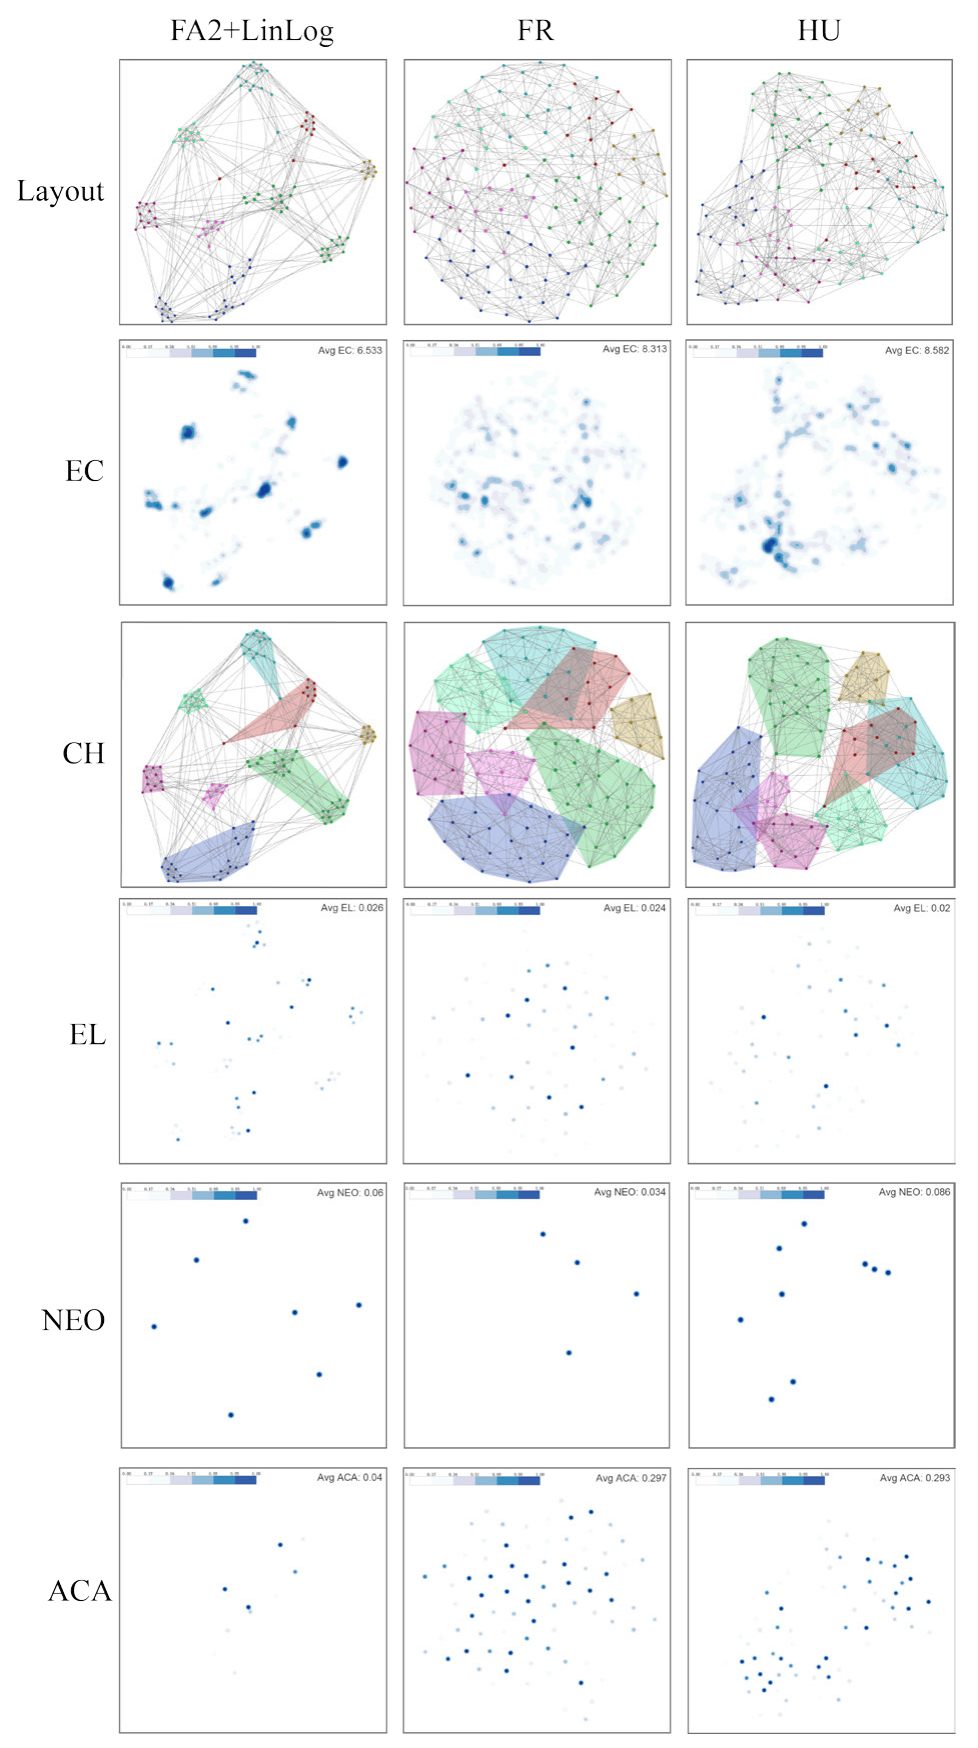 FA2+LinLog FR HU
Layout
EC
Avg EC: 6.533
Avg EC: 8.313
Avg EC: 8.582
CH
EL
Avg EL: 0.026
Avg EL: 0.024
Avg EL: 0.02
NEO
Avg NEO: 0.06
Avg NEO: 0.034
Avg NEO: 0.086
ACA
Avg ACA: 0.04
Avg ACA: 0.297
Avg ACA: 0.293